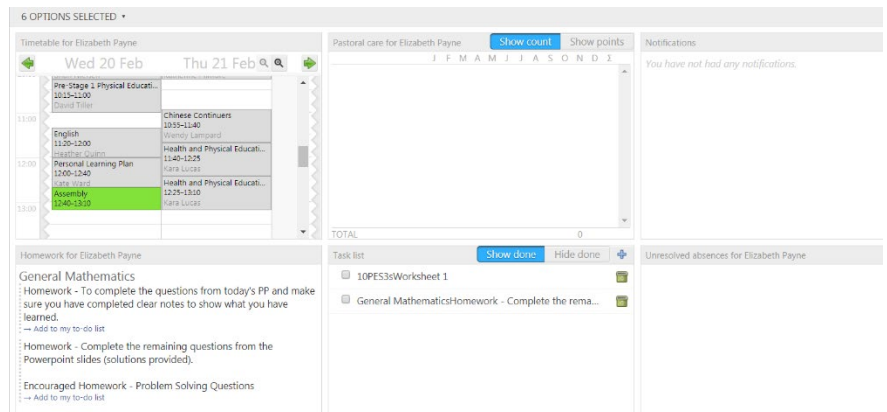 6 OPTIONS SELECTED
Timetable for Elizabeth Payne
Wed 20 Feb
Thu 21 Feb
Pre-Stage 1 Physical Educati...
10:15–11:00
David Tiller
11:00
English
11:20–12:00
Heather Quinn
12:00
Personal Learning Plan
12:00–12:40
Kate Ward
Assembly
12:40–13:10
13:00
Chinese Continuers
10:55–11:40
Wendy Lampard
Health and Physical Educati...
11:40–12:25
Kara Lucas
Health and Physical Educati...
12:25–13:10
Kara Lucas
Pastoral care for Elizabeth Payne
Show count
Show points
J F M A M J J A S O N D Σ
TOTAL 0
Notifications
You have not had any notifications.
Homework for Elizabeth Payne
General Mathematics
Homework - To complete the questions from today's PP and make
sure you have completed clear notes to show what you have
learned.
→ Add to my to-do list
Homework - Complete the remaining questions from the
Powerpoint slides (solutions provided).
Encouraged Homework - Problem Solving Questions
→ Add to my to-do list
Task list
Show done
Hide done
10PES3sWorksheet 1
General MathematicsHomework - Complete the rema...
Unresolved absences for Elizabeth Payne